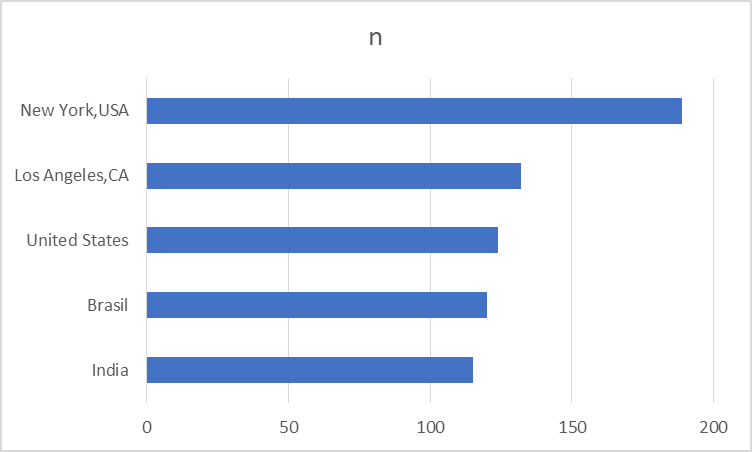 n
New York,USA
Los Angeles,CA
United States
Brasil
India
0 50 100 150 200